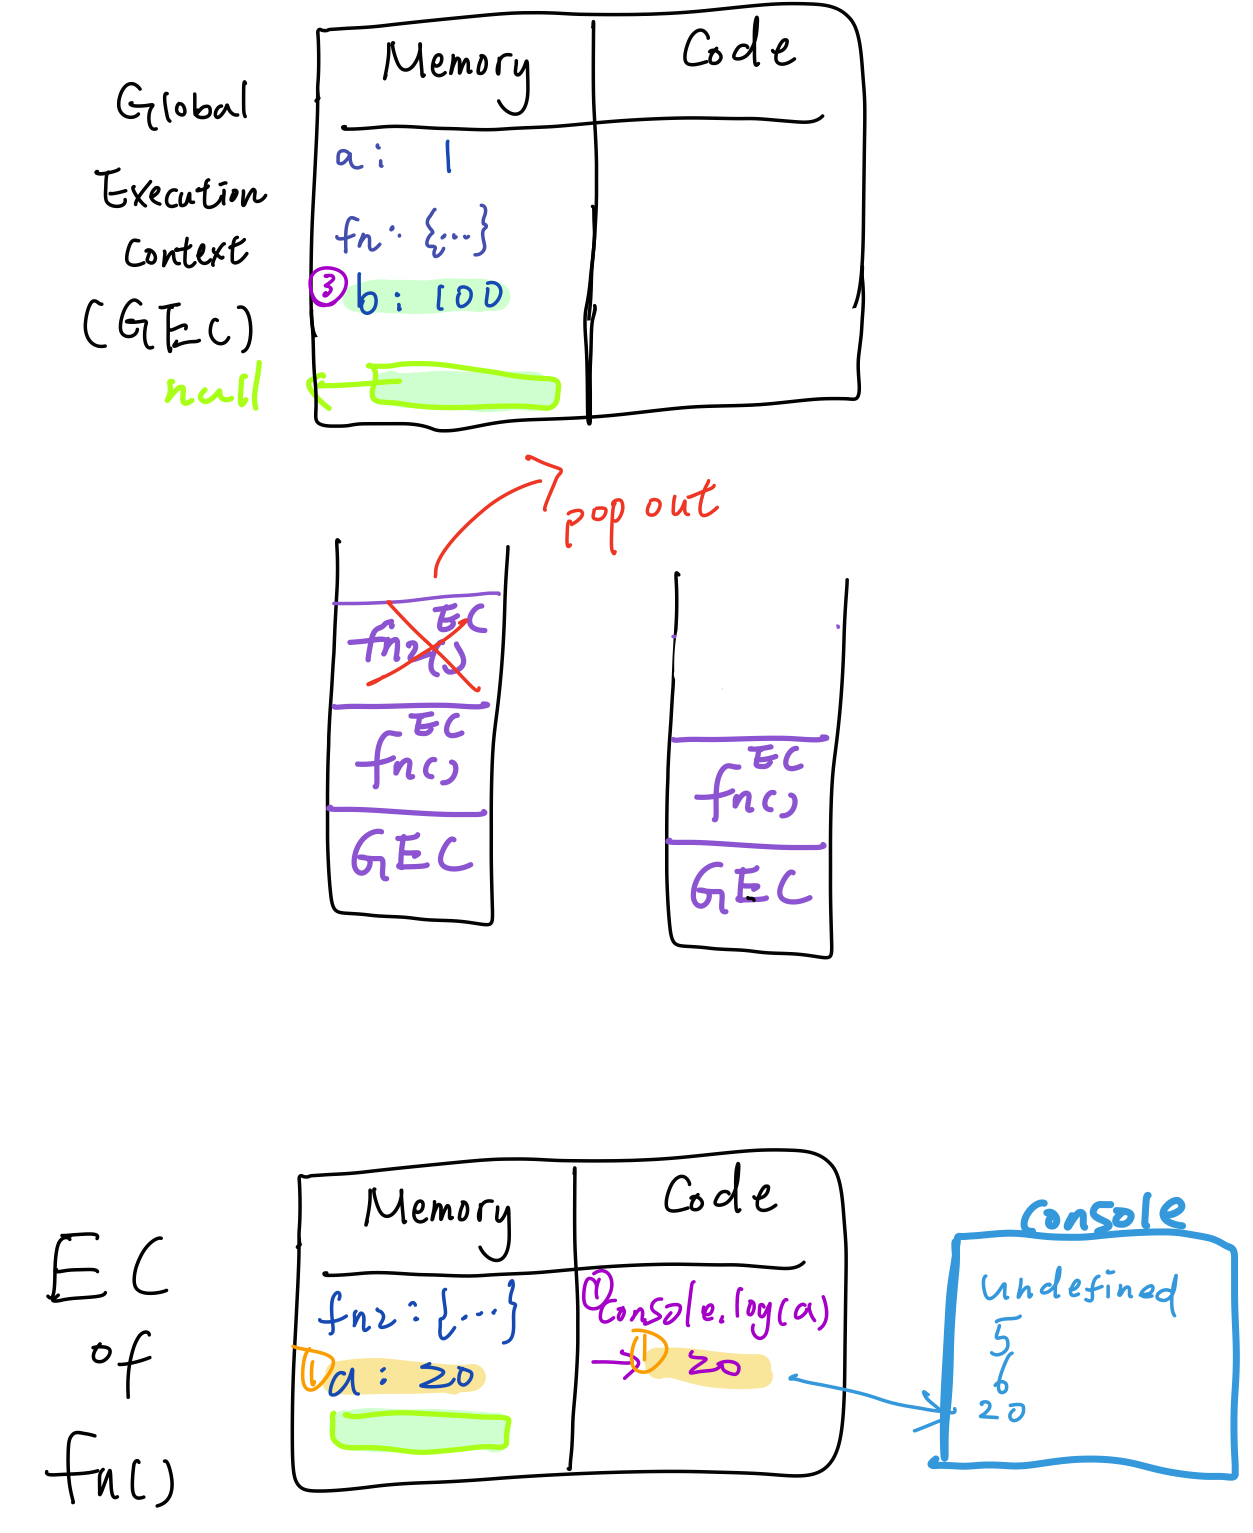 Memory
Code
Global
Execution
Context
(GEC)
null
a: 1
fn: {...}
③ b: 100
pop out
EC
fn2()
EC
fn()
GEC
EC
fn()
GEC
EC
of
fn()
Memory
Code
fn2: {...}
① a: 20
① console.log(a)
→ ① 20
console
undefined
5
6
20